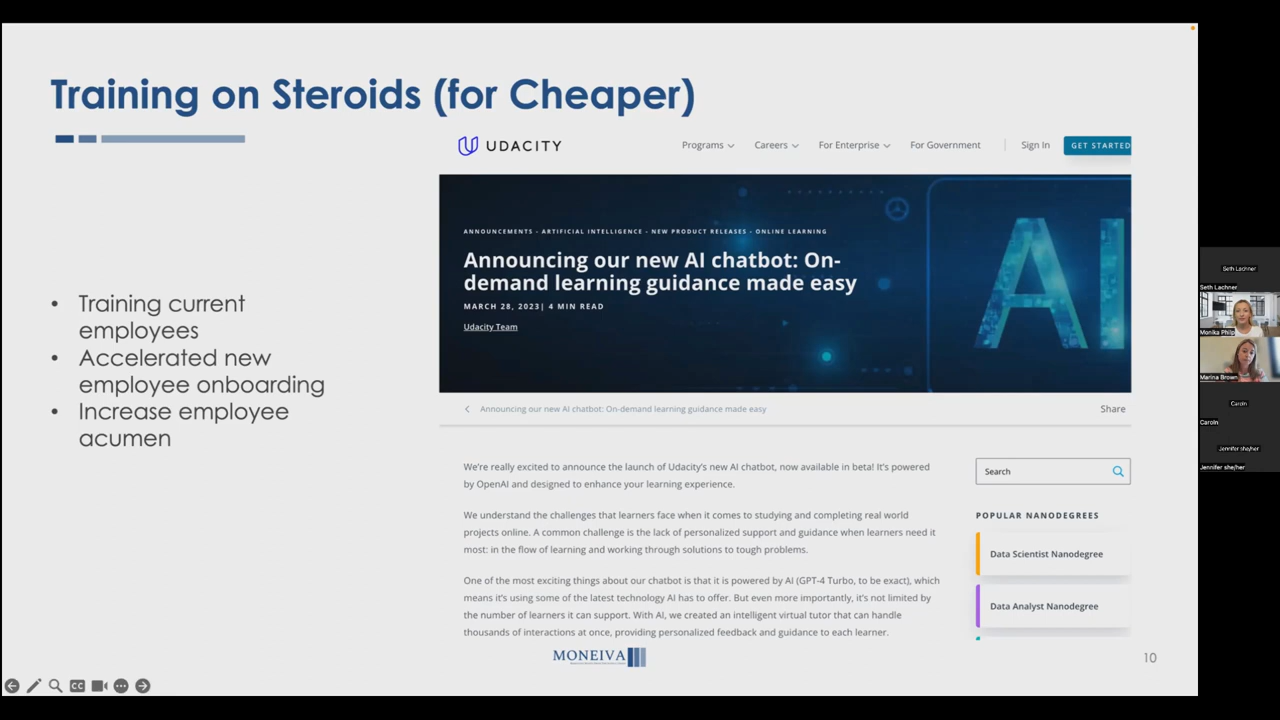 Training on Steroids (for Cheaper)
• Training current
employees
• Accelerated new
employee onboarding
• Increase employee
acumen
UDACITY
Programs
Careers
For Enterprise
For Government
Sign In
GET STARTED
ANNOUNCEMENTS - ARTIFICIAL INTELLIGENCE - NEW PRODUCT RELEASES - ONLINE LEARNING
Announcing our new AI chatbot: On-
demand learning guidance made easy
MARCH 28, 2023| 4 MIN READ
Udacity Team
AI
Announcing our new AI chatbot: On-demand learning guidance made easy
Share
We're really excited to announce the launch of Udacity's new AI chatbot, now available in beta! It's powered
by OpenAI and designed to enhance your learning experience.
We understand the challenges that learners face when it comes to studying and completing real world
projects online. A common challenge is the lack of personalized support and guidance when learners need it
most: in the flow of learning and working through solutions to tough problems.
One of the most exciting things about our chatbot is that it is powered by AI (GPT-4 Turbo, to be exact), which
means it's using some of the latest technology AI has to offer. But even more importantly, it's not limited by
the number of learners it can support. With AI, we created an intelligent virtual tutor that can handle
thousands of interactions at once, providing personalized feedback and guidance to each learner.
Search
POPULAR NANODEGREES
Data Scientist Nanodegree
Data Analyst Nanodegree
MONEIVA
10
CC
Seth Lachner
Seth Lachner
Monika Philp
Marina Brown
Caroln
Caroln
Jennifer she/her
Jennifer she/her